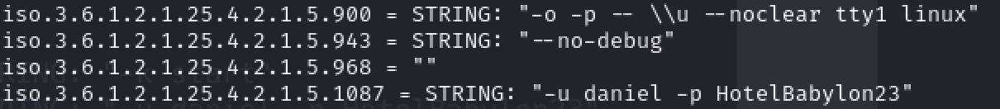 iso.3.6.1.2.1.25.4.2.1.5.900 = STRING: "-o -p -- \\u --noclear tty1 linux"
iso.3.6.1.2.1.25.4.2.1.5.943 = STRING: "--no-debug"
iso.3.6.1.2.1.25.4.2.1.5.968 = ""
iso.3.6.1.2.1.25.4.2.1.5.1087 = STRING: "-u daniel -p HotelBabylon23"